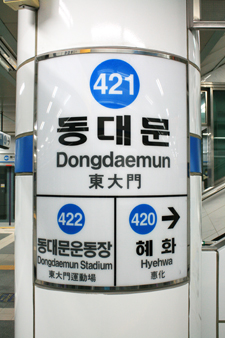 421
동대문
Dongdaemun
東大門
422
동대문운동장
Dongdaemun Stadium
東大門運動場
420 →
혜화
Hyehwa
惠化